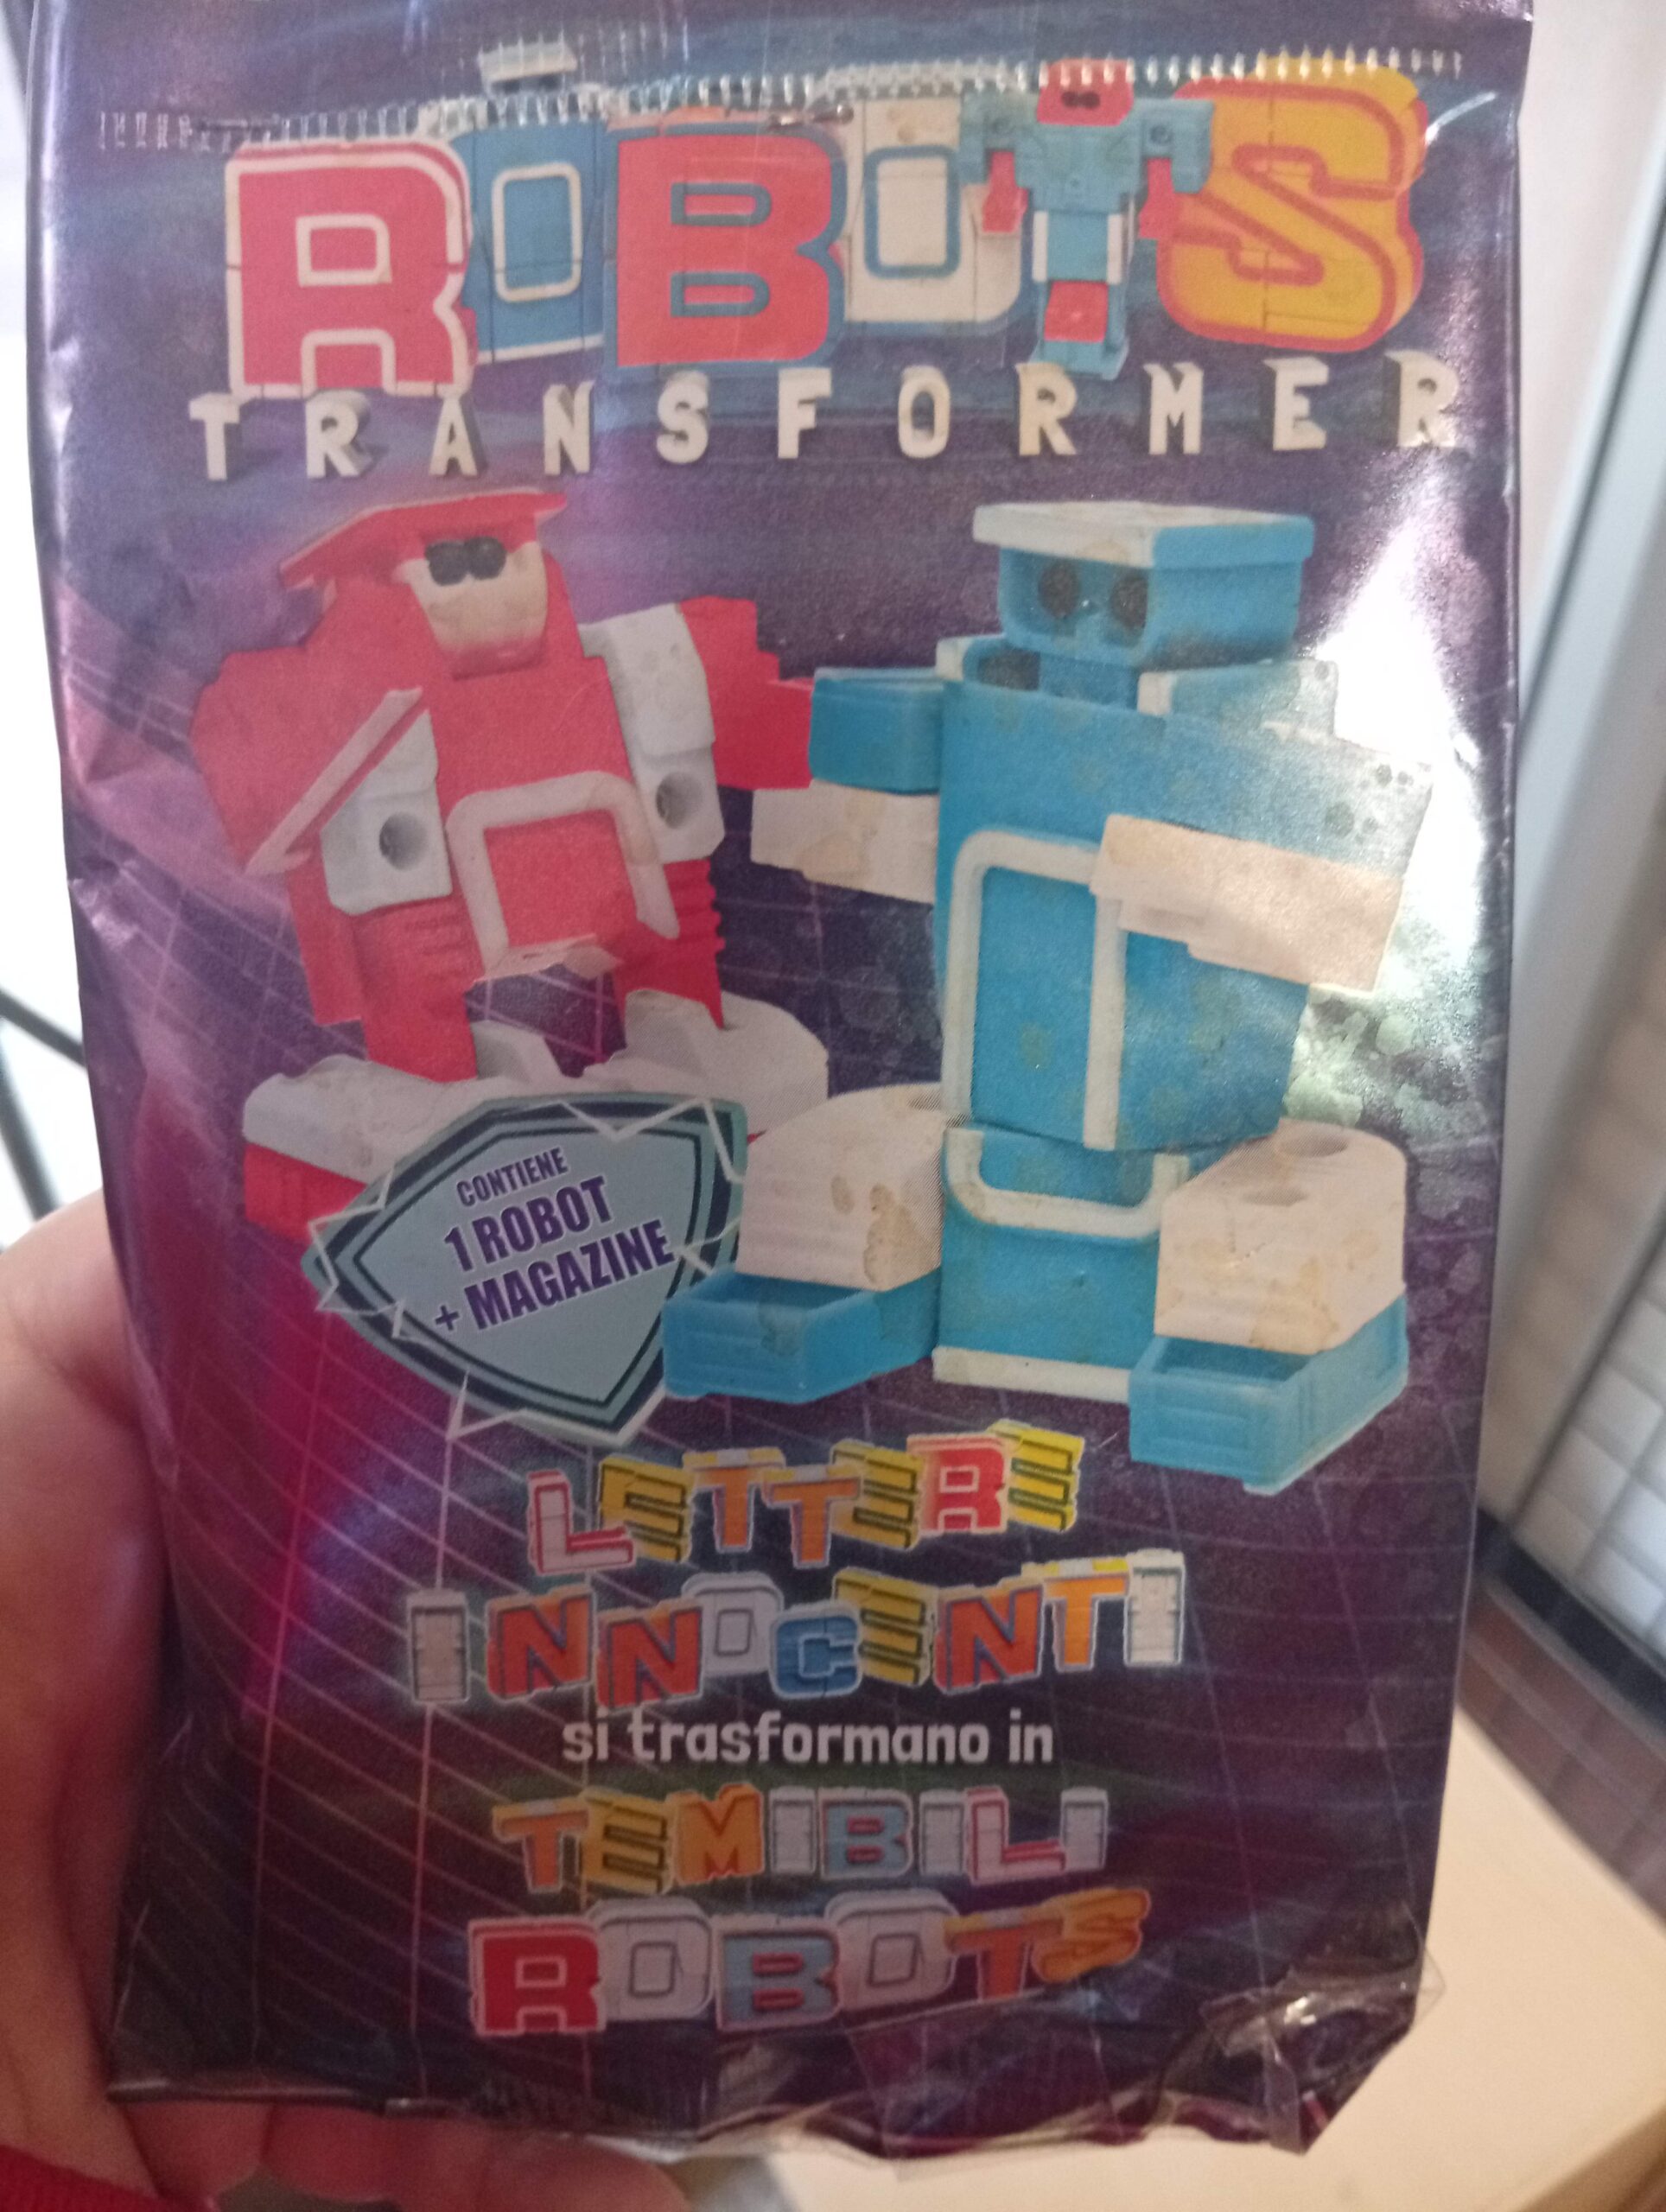 ROBOTS
TRANSFORMER
CONTIENE
1 ROBOT
+ MAGAZINE
LETTERE
INNOCENTI
si trasformano in
TEMIBILI
ROBOTS